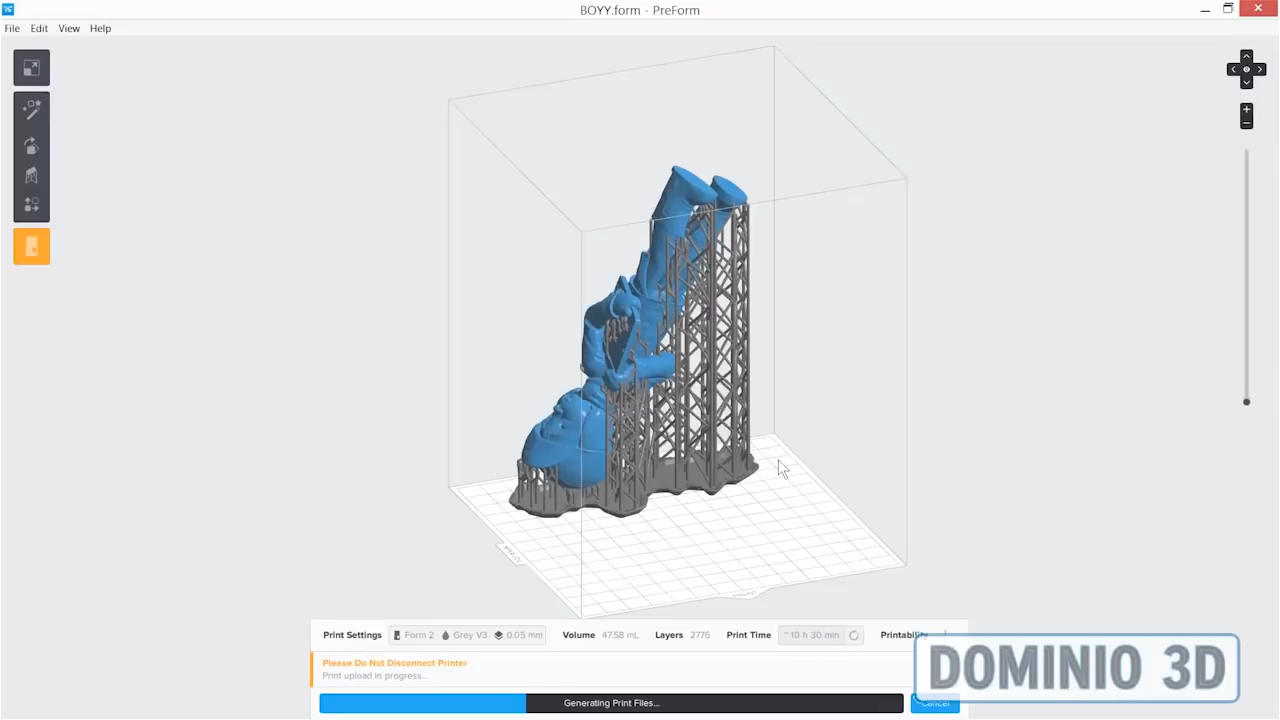 BOYY.form - PreForm
File Edit View Help
Print Settings Form 2 Grey V3 0.05 mm Volume 47.58 mL Layers 2776 Print Time ~ 10 h 30 min Printability
Please Do Not Disconnect Printer
Print upload in progress...
Generating Print Files...
Cancel
DOMINIO 3D